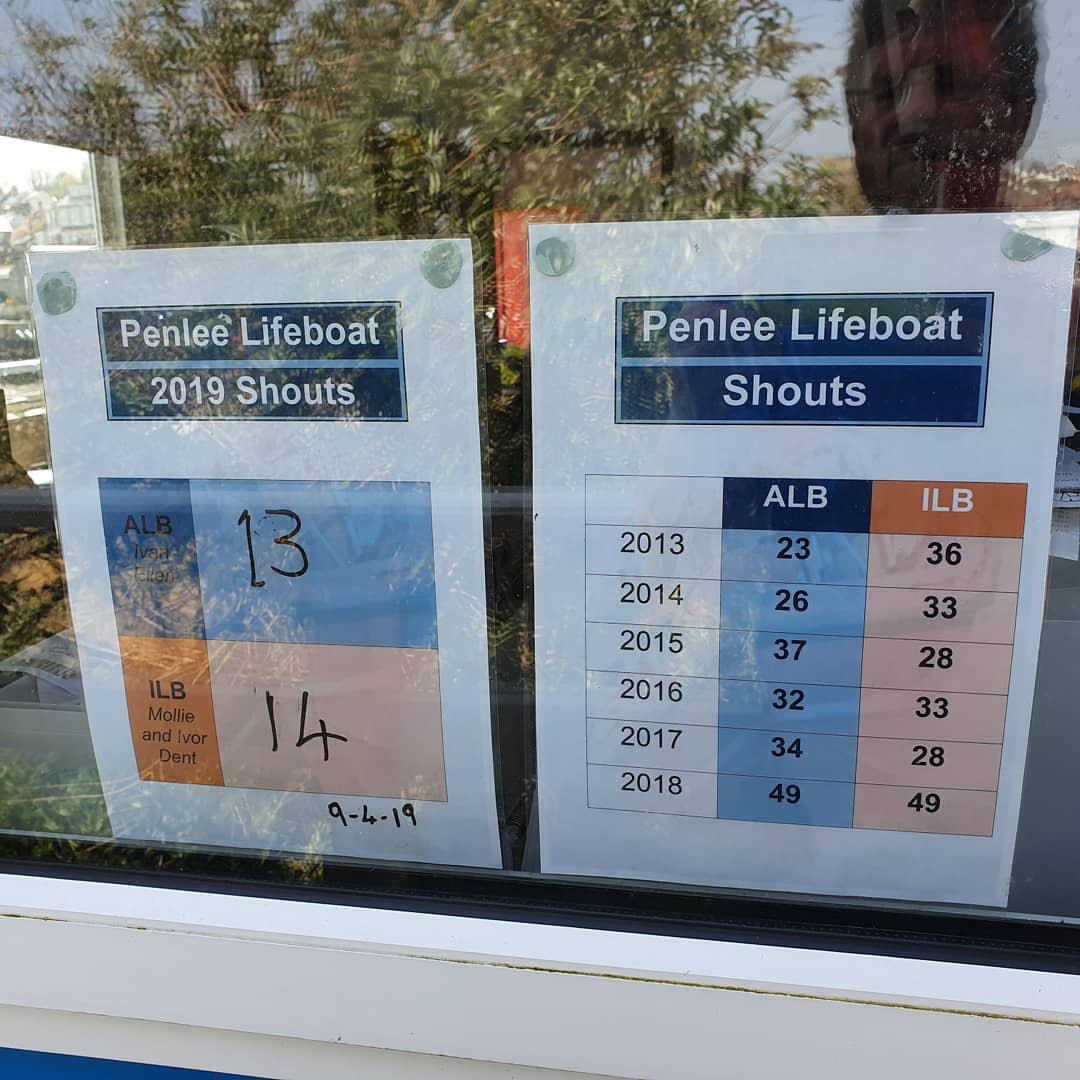 Penlee Lifeboat
2019 Shouts
ALB
Ivan
Ellen
13
ILB
Mollie
and Ivor
Dent
14
9-4-19
Penlee Lifeboat
Shouts
ALB ILB
2013 23 36
2014 26 33
2015 37 28
2016 32 33
2017 34 28
2018 49 49